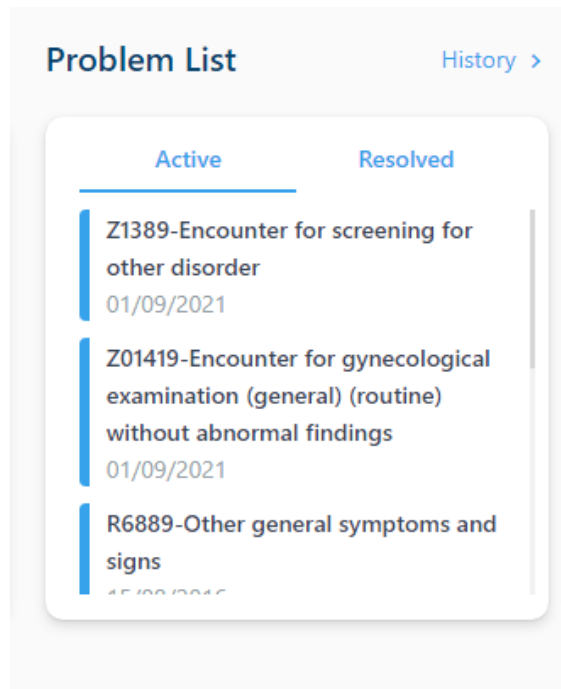 Problem List
History >
Active Resolved
Z1389-Encounter for screening for
other disorder
01/09/2021
Z01419-Encounter for gynecological
examination (general) (routine)
without abnormal findings
01/09/2021
R6889-Other general symptoms and
signs